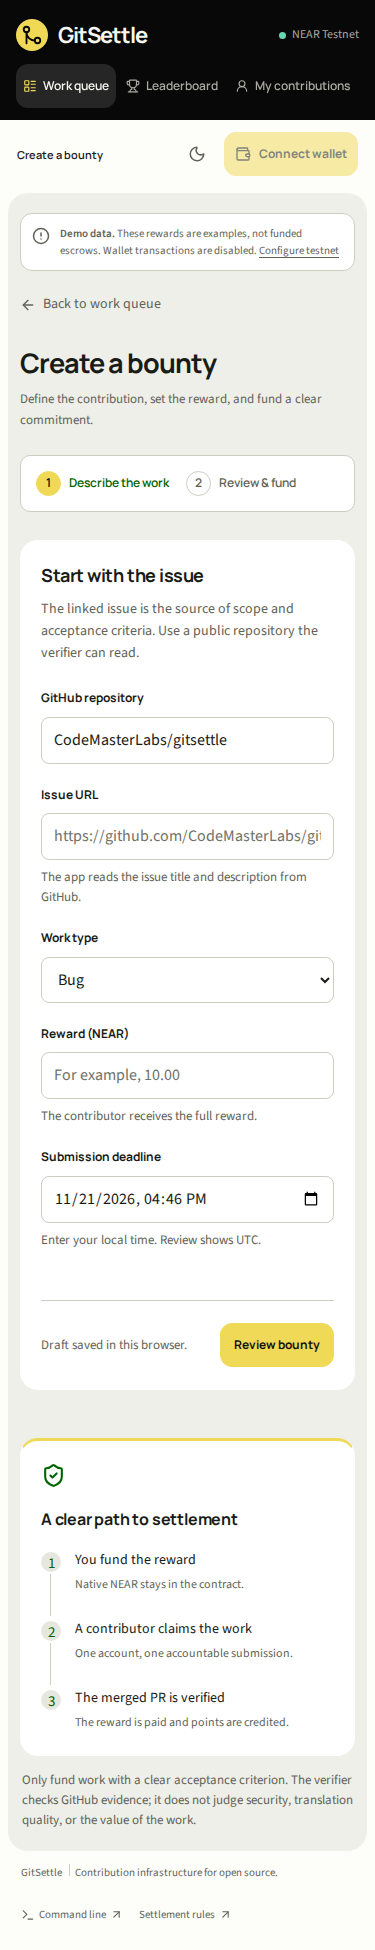 GitSettle
NEAR Testnet
Work queue
Leaderboard
My contributions
Create a bounty
Connect wallet
Demo data. These rewards are examples, not funded
escrows. Wallet transactions are disabled. Configure testnet
Back to work queue
Create a bounty
Define the contribution, set the reward, and fund a clear
commitment.
1 Describe the work
2 Review & fund
Start with the issue
The linked issue is the source of scope and
acceptance criteria. Use a public repository the
verifier can read.
GitHub repository
CodeMasterLabs/gitsettle
Issue URL
https://github.com/CodeMasterLabs/git
The app reads the issue title and description from
GitHub.
Work type
Bug
Reward (NEAR)
For example, 10.00
The contributor receives the full reward.
Submission deadline
11/21/2026, 04:46 PM
Enter your local time. Review shows UTC.
Draft saved in this browser.
Review bounty
A clear path to settlement
1 You fund the reward
Native NEAR stays in the contract.
2 A contributor claims the work
One account, one accountable submission.
3 The merged PR is verified
The reward is paid and points are credited.
Only fund work with a clear acceptance criterion. The verifier
checks GitHub evidence; it does not judge security, translation
quality, or the value of the work.
GitSettle
Contribution infrastructure for open source.
Command line
Settlement rules